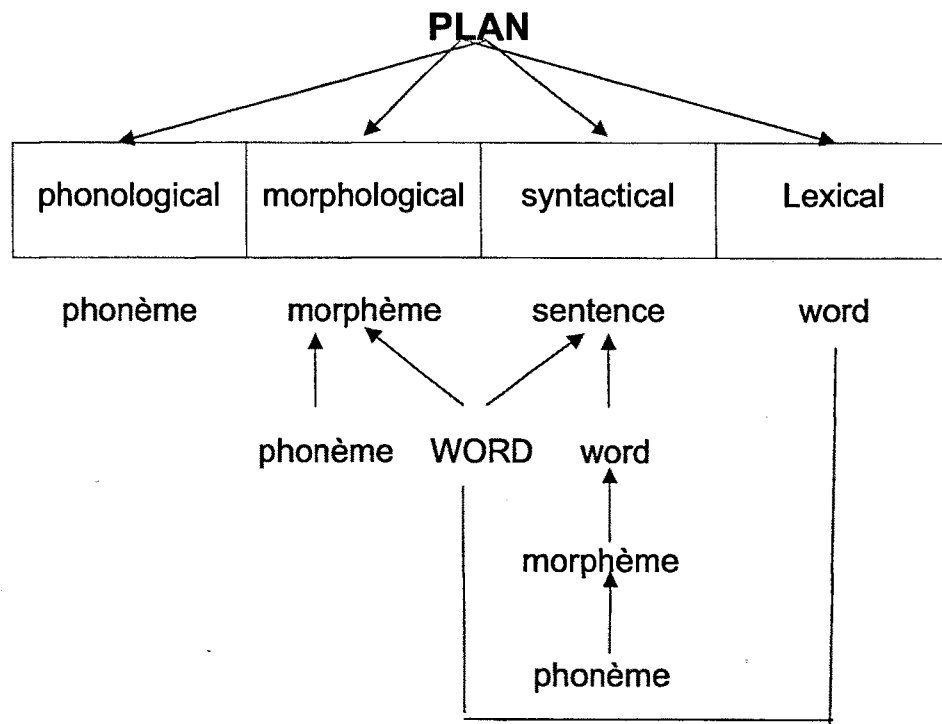 PLAN
phonological morphological syntactical Lexical
phonème morphème sentence word
phonème WORD word
morphème
phonème